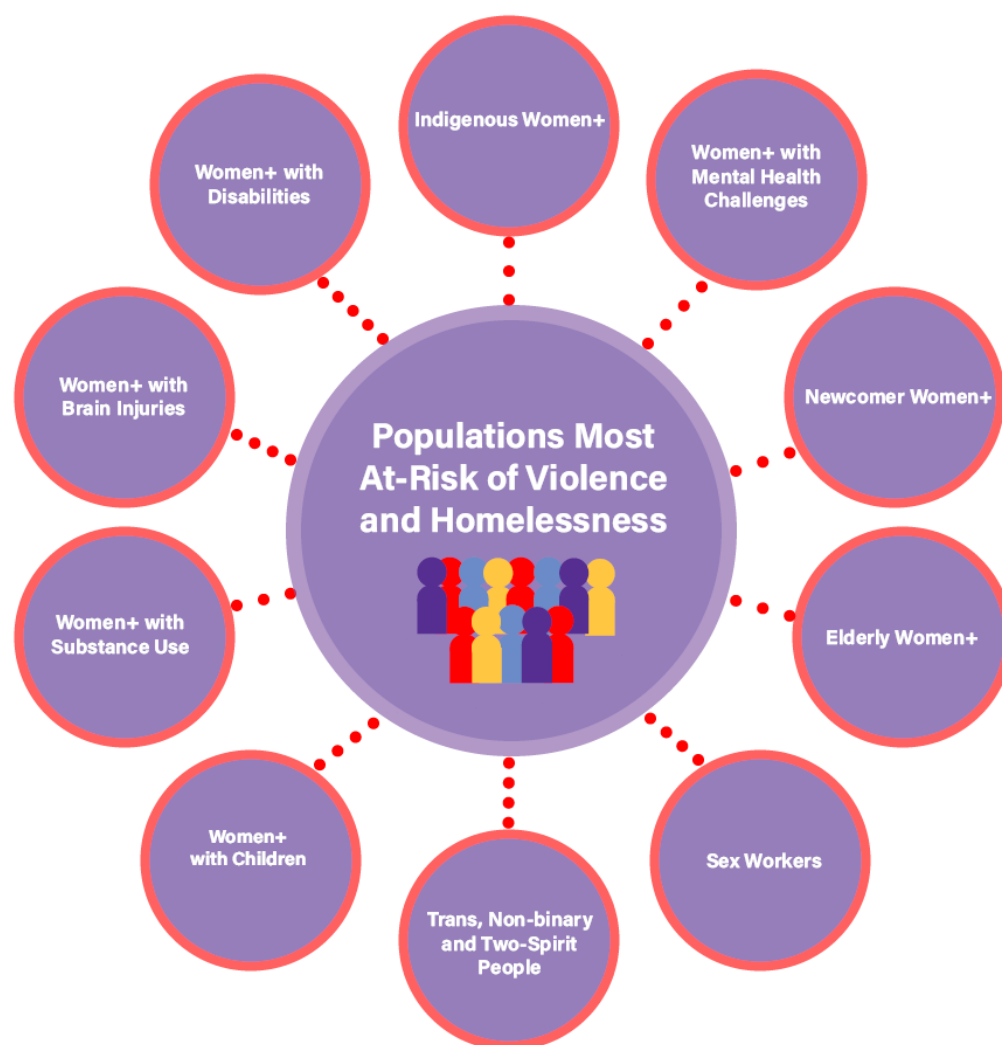 Indigenous Women+
Women+ with
Mental Health
Challenges
Newcomer Women+
Elderly Women+
Sex Workers
Trans, Non-binary
and Two-Spirit
People
Women+
with Children
Women+ with
Substance Use
Women+ with
Brain Injuries
Women+ with
Disabilities
Populations Most
At-Risk of Violence
and Homelessness